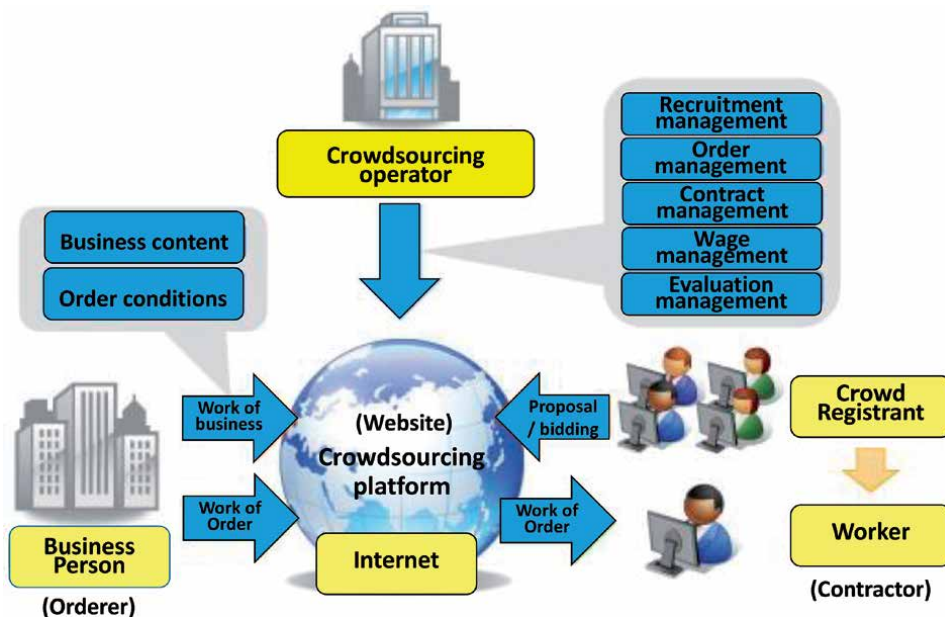 Recruitment
management
Order
management
Contract
management
Wage
management
Evaluation
management
Crowdsourcing
operator
Business content
Order conditions
Work of
business
(Website)
Crowdsourcing
platform
Proposal
/ bidding
Crowd
Registrant
Work of
Order
Work of
Order
Internet
Business
Person
(Orderer)
Worker
(Contractor)